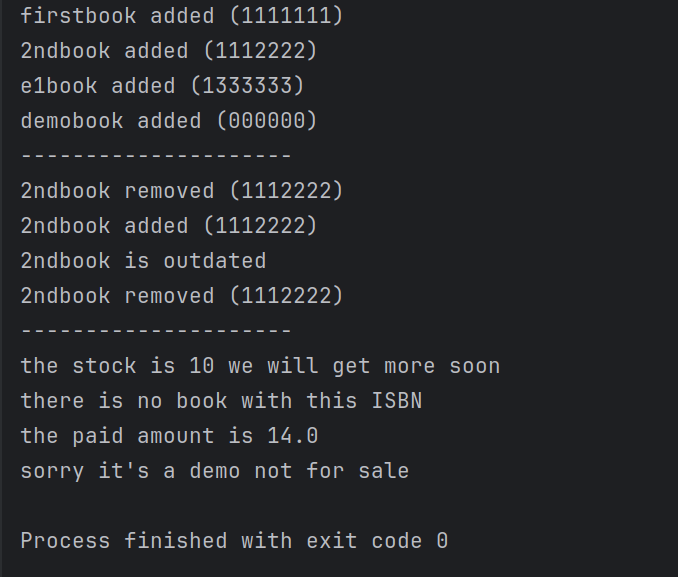 firstbook added (1111111)
2ndbook added (1112222)
e1book added (1333333)
demobook added (000000)
---------------------
2ndbook removed (1112222)
2ndbook added (1112222)
2ndbook is outdated
2ndbook removed (1112222)
---------------------
the stock is 10 we will get more soon
there is no book with this ISBN
the paid amount is 14.0
sorry it's a demo not for sale
Process finished with exit code 0